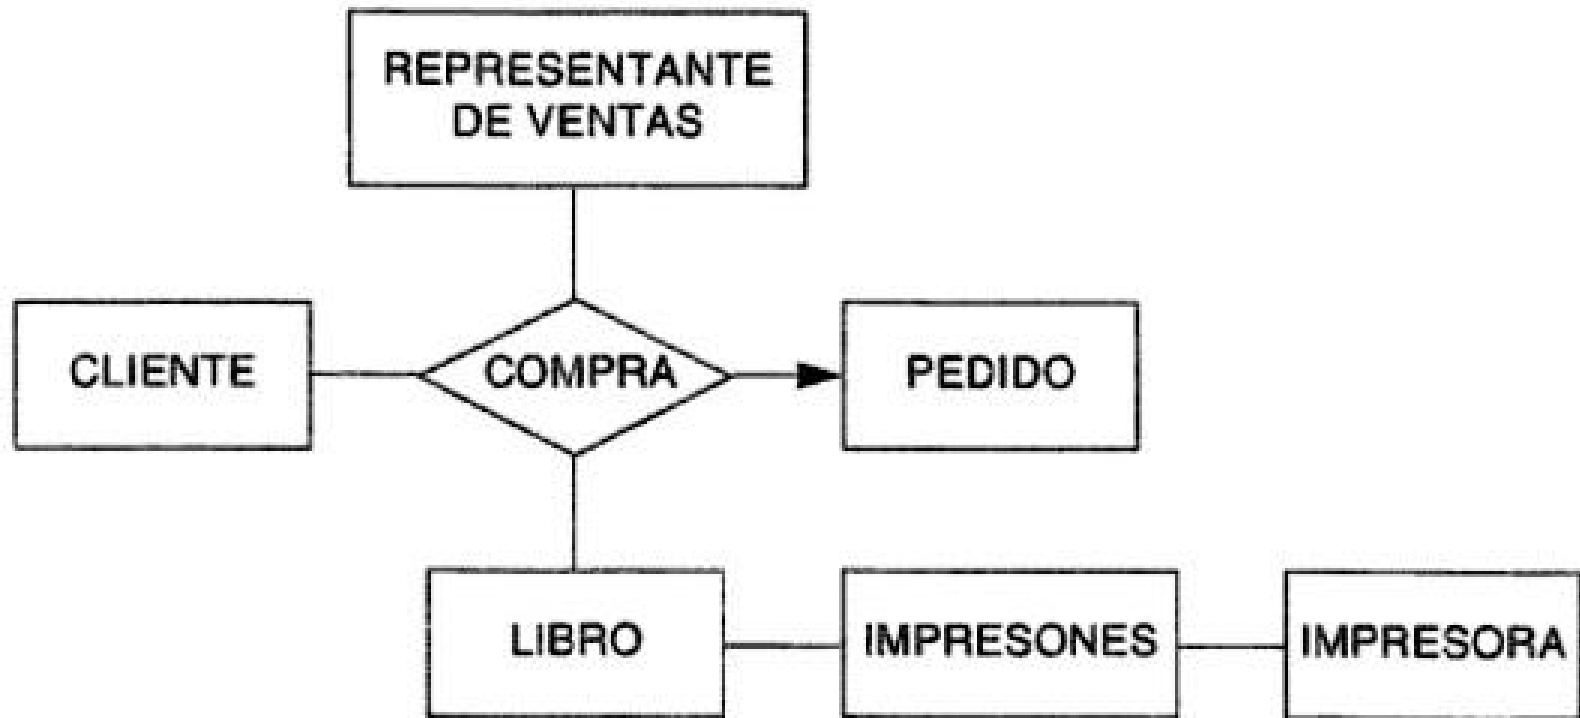 REPRESENTANTE
DE VENTAS
CLIENTE
COMPRA
PEDIDO
LIBRO
IMPRESONES
IMPRESORA